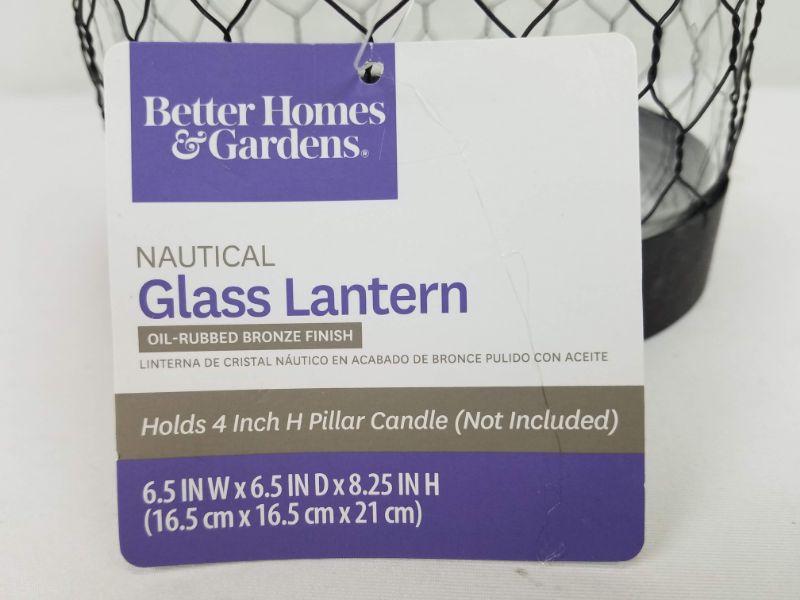 Better Homes
& Gardens®
NAUTICAL
Glass Lantern
OIL-RUBBED BRONZE FINISH
LINTERNA DE CRISTAL NÁUTICO EN ACABADO DE BRONCE PULIDO CON ACEITE
Holds 4 Inch H Pillar Candle (Not Included)
6.5 IN W x 6.5 IN D x 8.25 IN H
(16.5 cm x 16.5 cm x 21 cm)